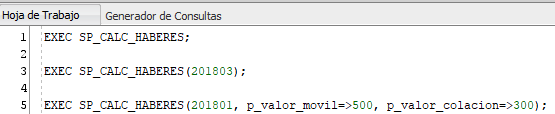 Hoja de Trabajo Generador de Consultas
1 EXEC SP_CALC_HABERES;
2
3 EXEC SP_CALC_HABERES(201803);
4
5 EXEC SP_CALC_HABERES(201801, p_valor_movil=>500, p_valor_colacion=>300);